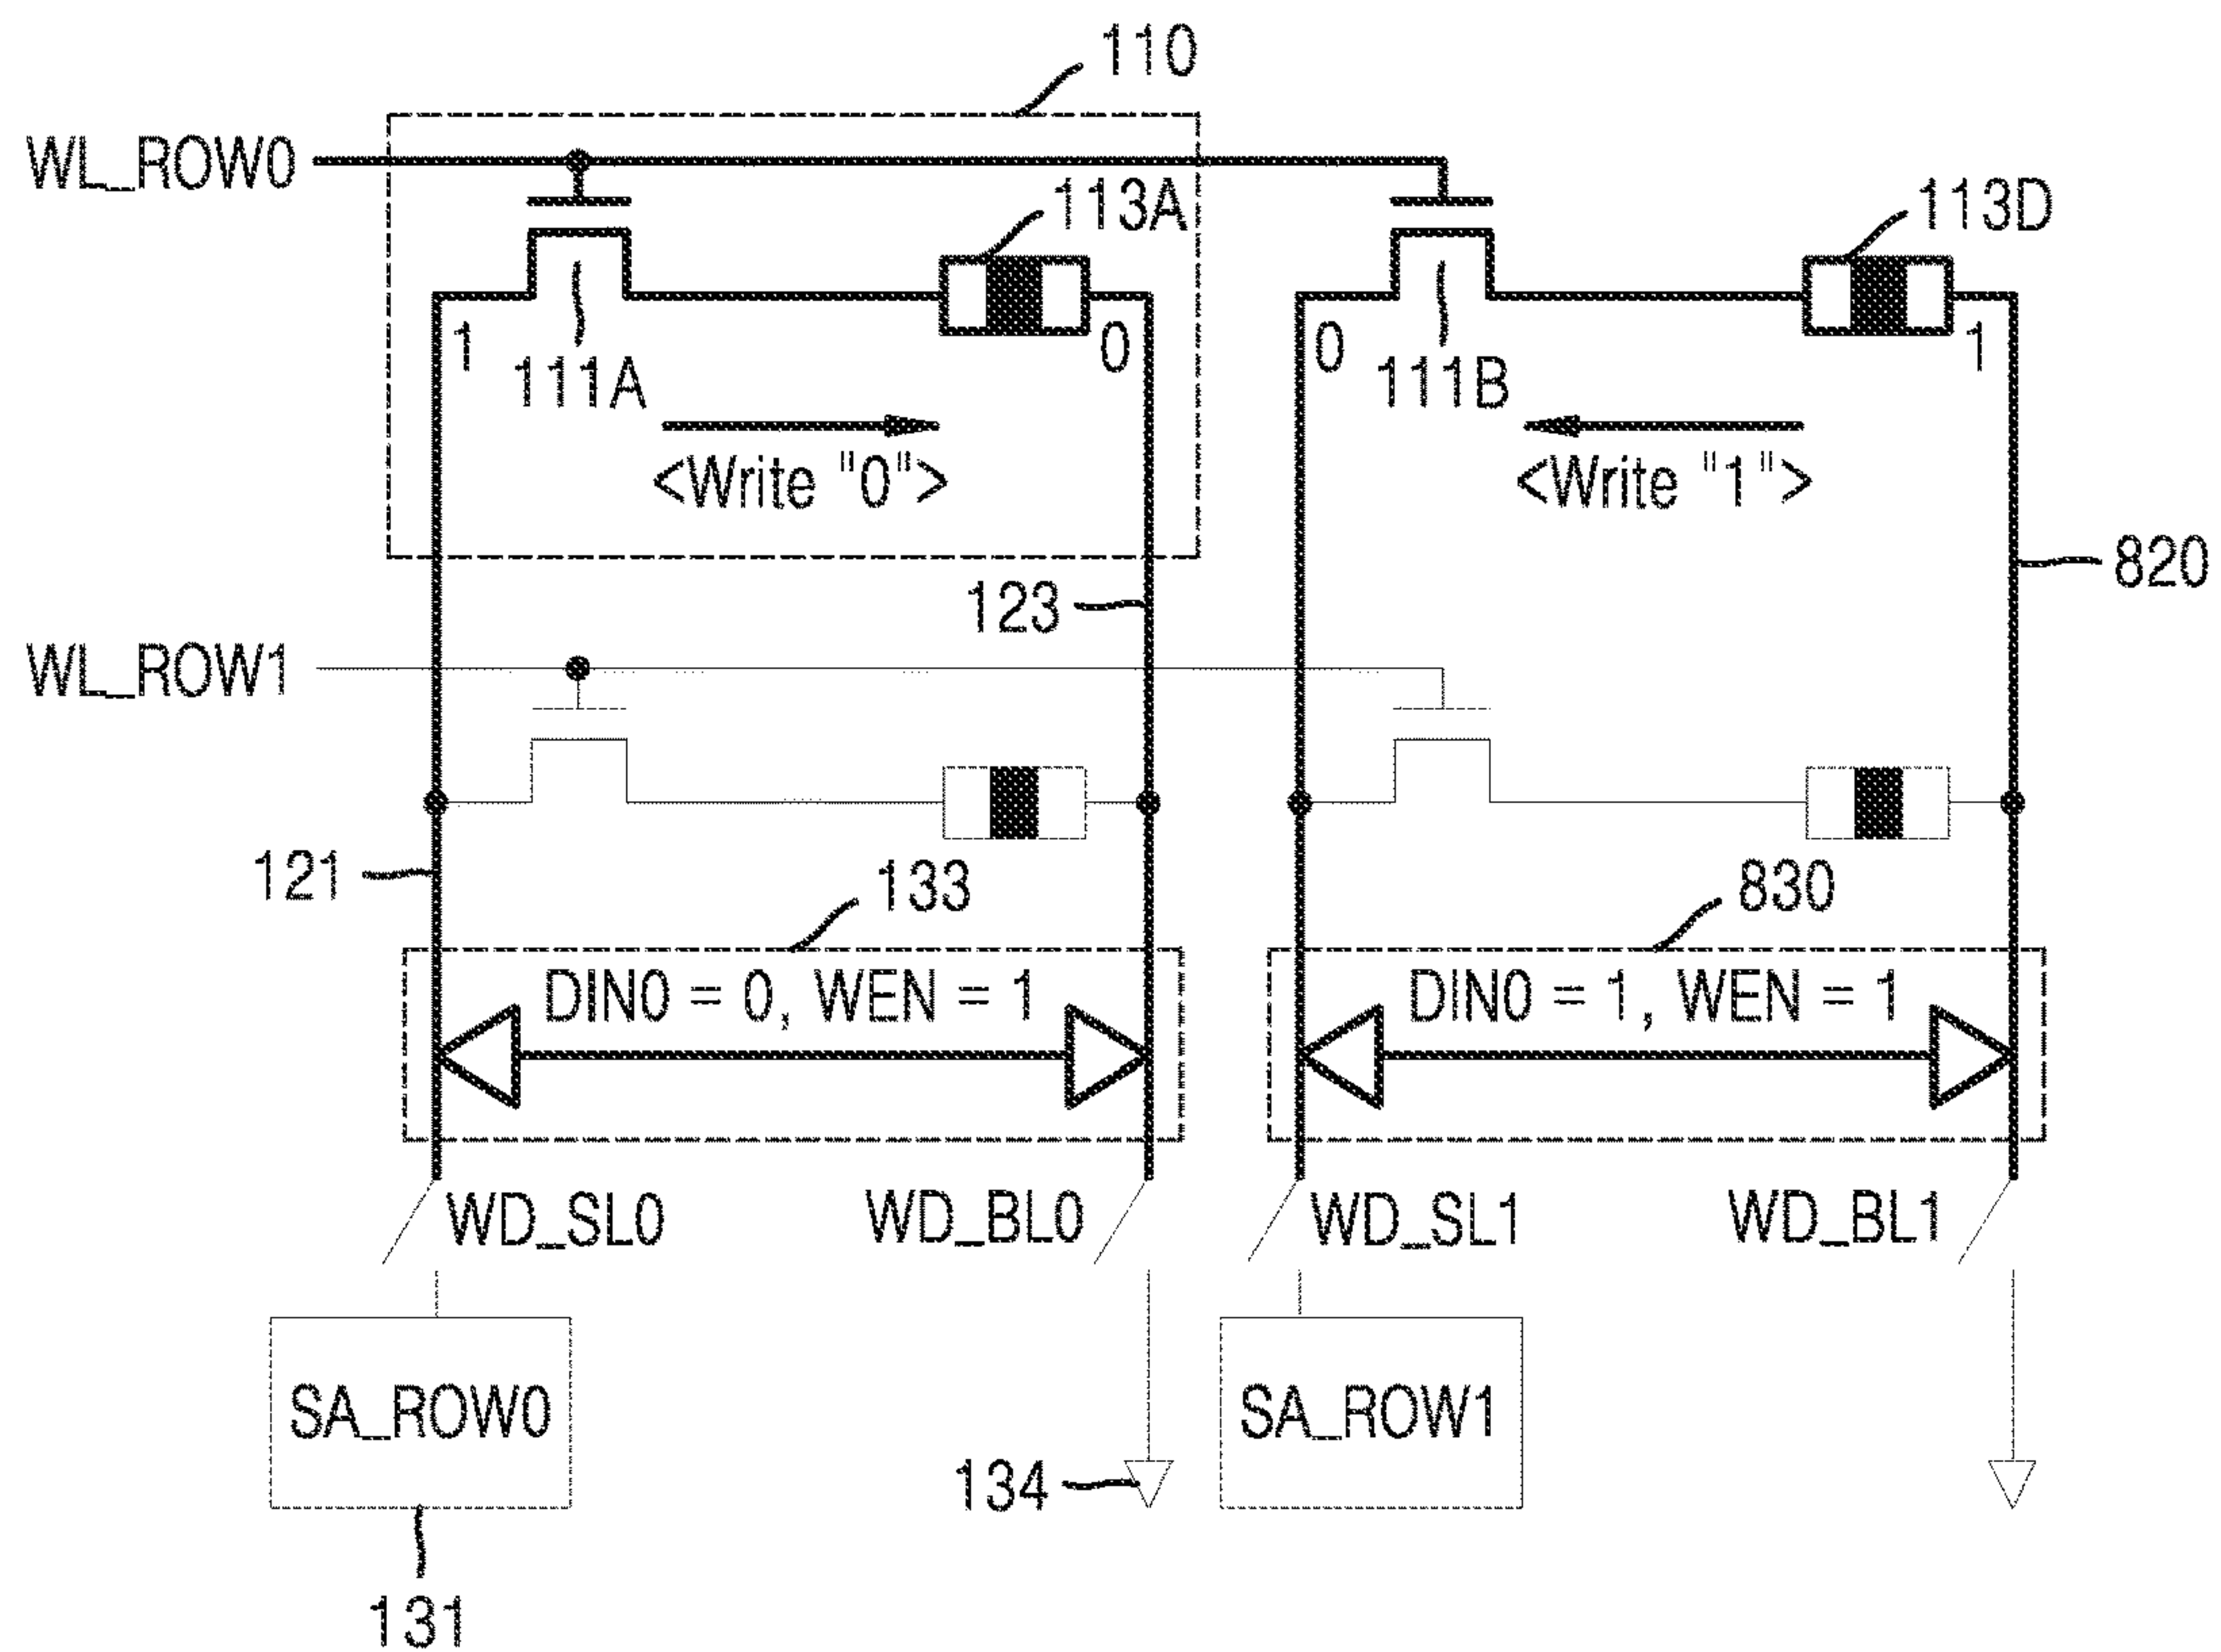 110
WL_ROW0
113A
113D
1
111A
0
0
111B
1
<Write "0">
<Write "1">
123
820
WL_ROW1
121
133
830
DIN0 = 0, WEN = 1
DIN0 = 1, WEN = 1
WD_SL0
WD_BL0
WD_SL1
WD_BL1
SA_ROW0
SA_ROW1
134
131